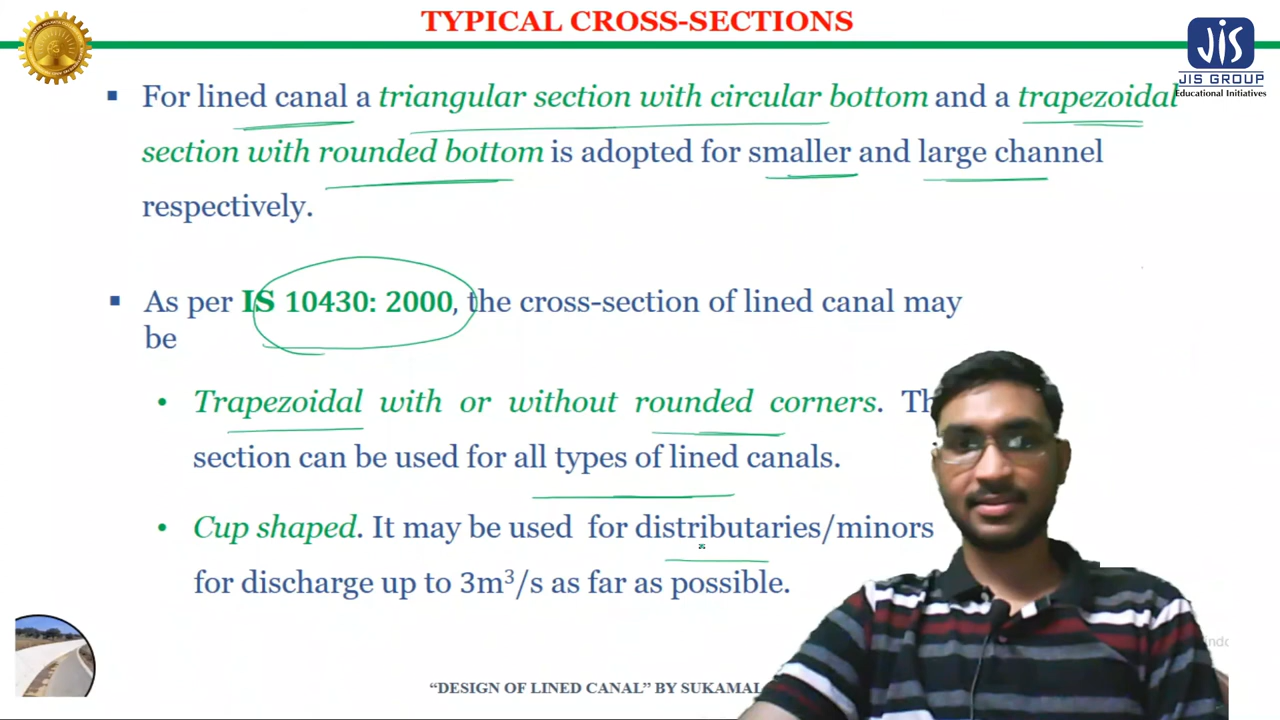 TYPICAL CROSS-SECTIONS
JIS GROUP
Educational Initiatives
▪ For lined canal a triangular section with circular bottom and a trapezoidal
section with rounded bottom is adopted for smaller and large channel
respectively.
▪ As per IS 10430: 2000, the cross-section of lined canal may
be
• Trapezoidal with or without rounded corners.
section can be used for all types of lined canals.
• Cup shaped. It may be used for distributaries/minors
for discharge up to 3m³/s as far as possible.
“DESIGN OF LINED CANAL” BY SUKAMAL